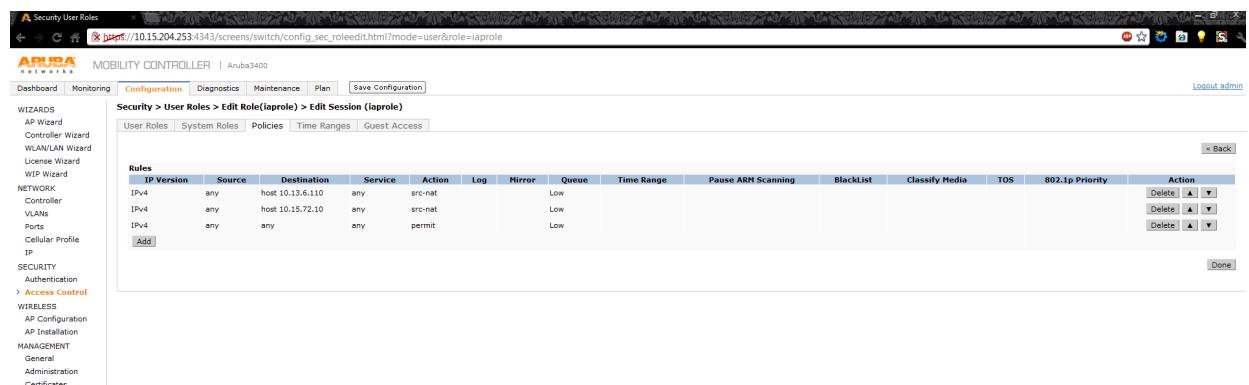 Security User Roles
https://10.15.204.253:4343/screens/switch/config_sec_roleedit.html?mode=user&role=iaprole
ARUBA networks MOBILITY CONTROLLER | Aruba3400
Dashboard Monitoring Configuration Diagnostics Maintenance Plan Save Configuration Logout admin
WIZARDS
AP Wizard
Controller Wizard
WLAN/LAN Wizard
License Wizard
WIP Wizard
NETWORK
Controller
VLANs
Ports
Cellular Profile
IP
SECURITY
Authentication
> Access Control
WIRELESS
AP Configuration
AP Installation
MANAGEMENT
General
Administration
Certificates
Security > User Roles > Edit Role(iaprole) > Edit Session (iaprole)
User Roles System Roles Policies Time Ranges Guest Access
< Back
Rules
IP Version Source Destination Service Action Log Mirror Queue Time Range Pause ARM Scanning BlackList Classify Media TOS 802.1p Priority Action
IPv4 any host 10.13.6.110 any src-nat Low Delete ▲ ▼
IPv4 any host 10.15.72.10 any src-nat Low Delete ▲ ▼
IPv4 any any any permit Low Delete ▲ ▼
Add
Done